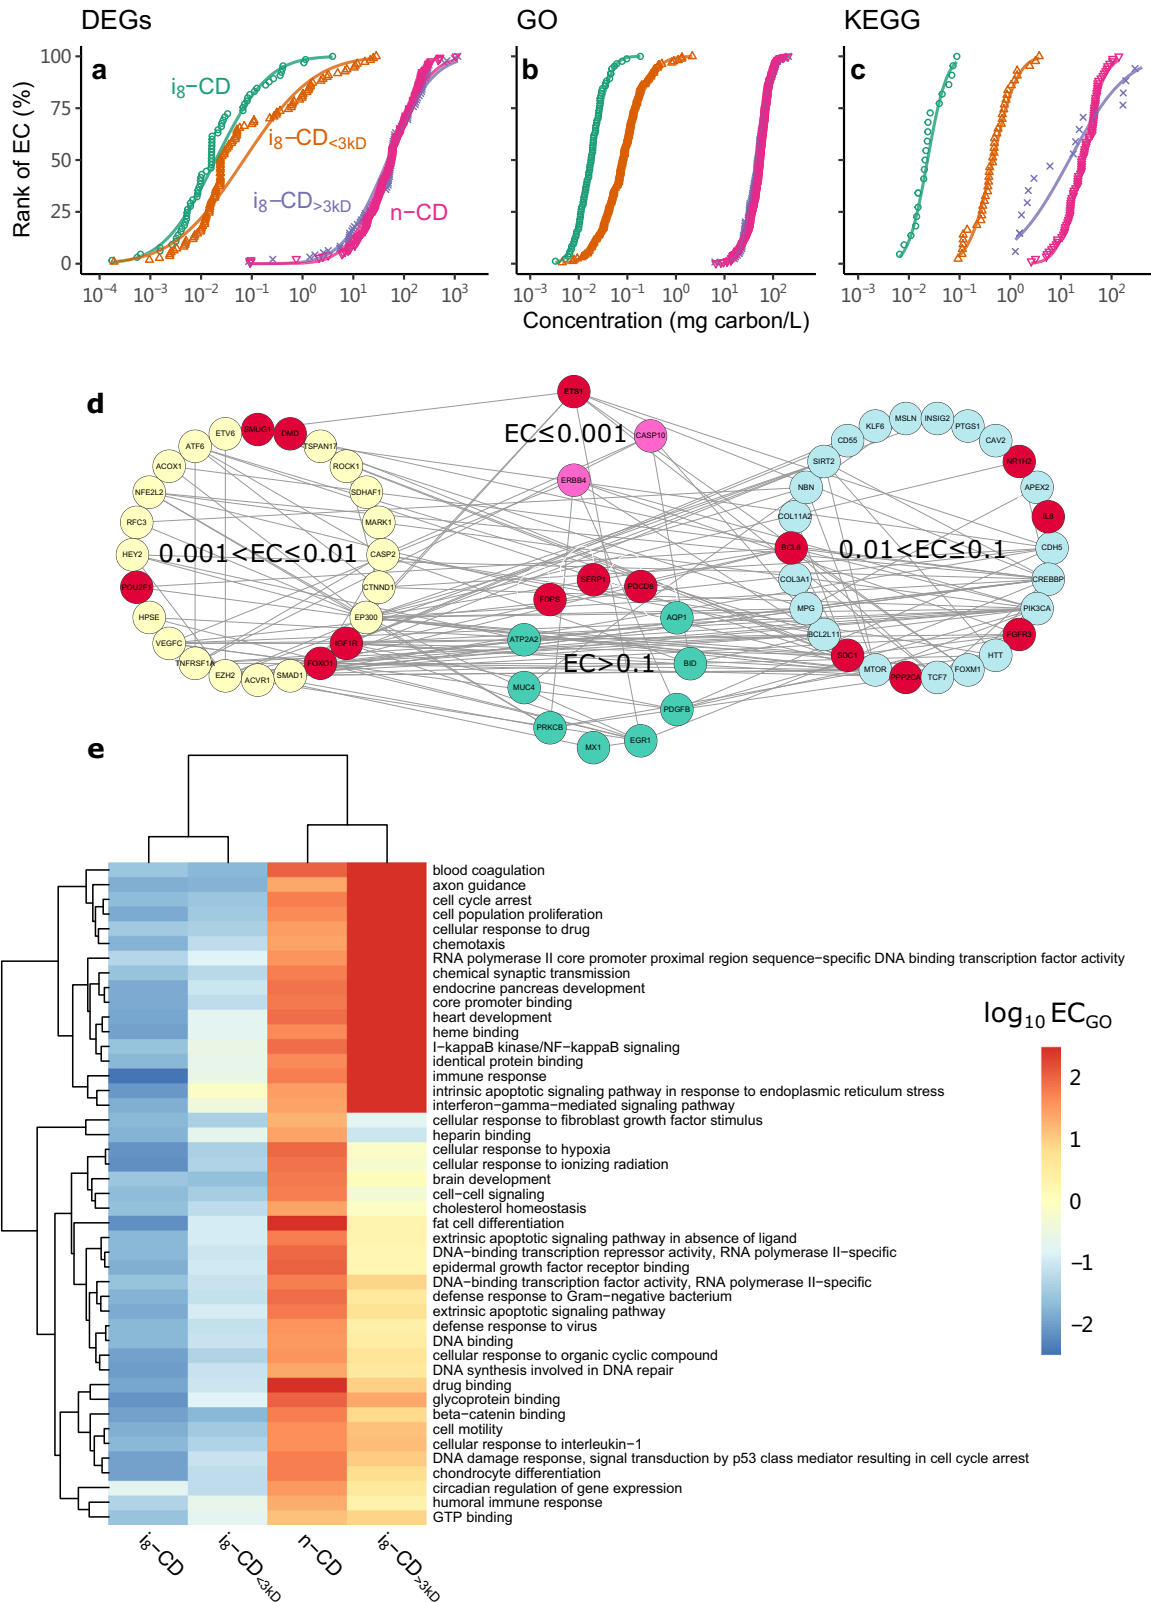 DEGs GO KEGG
a b c
Rank of EC (%)
100
75
50
25
0
i8−CD
i8−CD<3kD
i8−CD>3kD
n−CD
10−4 10−3 10−2 10−1 100 101 102 103
10−3 10−2 10−1 100 101 102
10−3 10−2 10−1 100 101 102
Concentration (mg carbon/L)
d
EC≤0.001
ETS1
CASP10
ERBB4
0.001<EC≤0.01
SMUG1
DMD
TSPAN17
ROCK1
SDHAF1
MARK1
CASP2
CTNND1
EP300
IGF1R
FOXO1
SMAD1
ACVR1
EZH2
TNFRSF1A
VEGFC
HPSE
POU2F1
HEY2
RFC3
NFE2L2
ACOX1
ATF6
ETV6
EC>0.1
SERP1
PDCD6
AQP1
BID
PDGFB
EGR1
MX1
PRKCB
MUC4
ATP2A2
FDPS
0.01<EC≤0.1
MSLN
INSIG2
PTGS1
CAV2
NR1H2
APEX2
IL6
CDH5
CREBBP
PIK3CA
FGFR3
HTT
FOXM1
TCF7
PPP2CA
MTOR
SDC1
BCL2L11
MPG
COL3A1
BCL6
COL11A2
NBN
SIRT2
CD55
KLF6
e
blood coagulation
axon guidance
cell cycle arrest
cell population proliferation
cellular response to drug
chemotaxis
RNA polymerase II core promoter proximal region sequence−specific DNA binding transcription factor activity
chemical synaptic transmission
endocrine pancreas development
core promoter binding
heart development
heme binding
I−kappaB kinase/NF−kappaB signaling
identical protein binding
immune response
intrinsic apoptotic signaling pathway in response to endoplasmic reticulum stress
interferon−gamma−mediated signaling pathway
cellular response to fibroblast growth factor stimulus
heparin binding
cellular response to hypoxia
cellular response to ionizing radiation
brain development
cell−cell signaling
cholesterol homeostasis
fat cell differentiation
extrinsic apoptotic signaling pathway in absence of ligand
DNA−binding transcription repressor activity, RNA polymerase II−specific
epidermal growth factor receptor binding
DNA−binding transcription factor activity, RNA polymerase II−specific
defense response to Gram−negative bacterium
extrinsic apoptotic signaling pathway
defense response to virus
DNA binding
cellular response to organic cyclic compound
DNA synthesis involved in DNA repair
drug binding
glycoprotein binding
beta−catenin binding
cell motility
cellular response to interleukin−1
DNA damage response, signal transduction by p53 class mediator resulting in cell cycle arrest
chondrocyte differentiation
circadian regulation of gene expression
humoral immune response
GTP binding
i8−CD i8−CD<3kD n−CD i8−CD>3kD
log10 ECGO
2
1
0
−1
−2